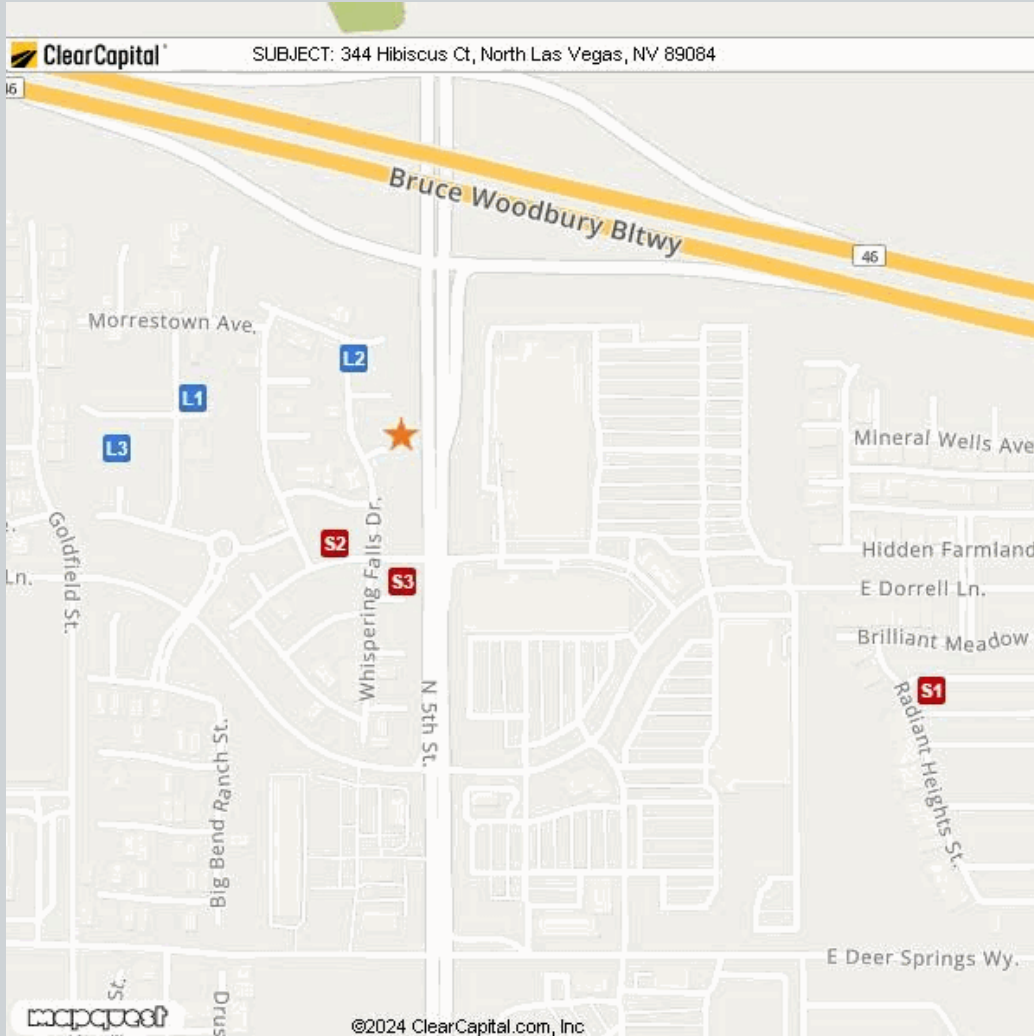 ClearCapital
SUBJECT: 344 Hibiscus Ct, North Las Vegas, NV 89084
46
Bruce Woodbury Bltwy
46
Morrestown Ave.
L2
L1
L3
Mineral Wells Ave
Goldfield St.
S2
Whispering Falls Dr.
S3
Hidden Farmland
Ln.
E Dorrell Ln.
Brilliant Meadow
S1
Radiant Heights St.
N 5th St.
Big Bend Ranch St.
E Deer Springs Wy.
St.
Drus
mapquest
©2024 ClearCapital.com, Inc